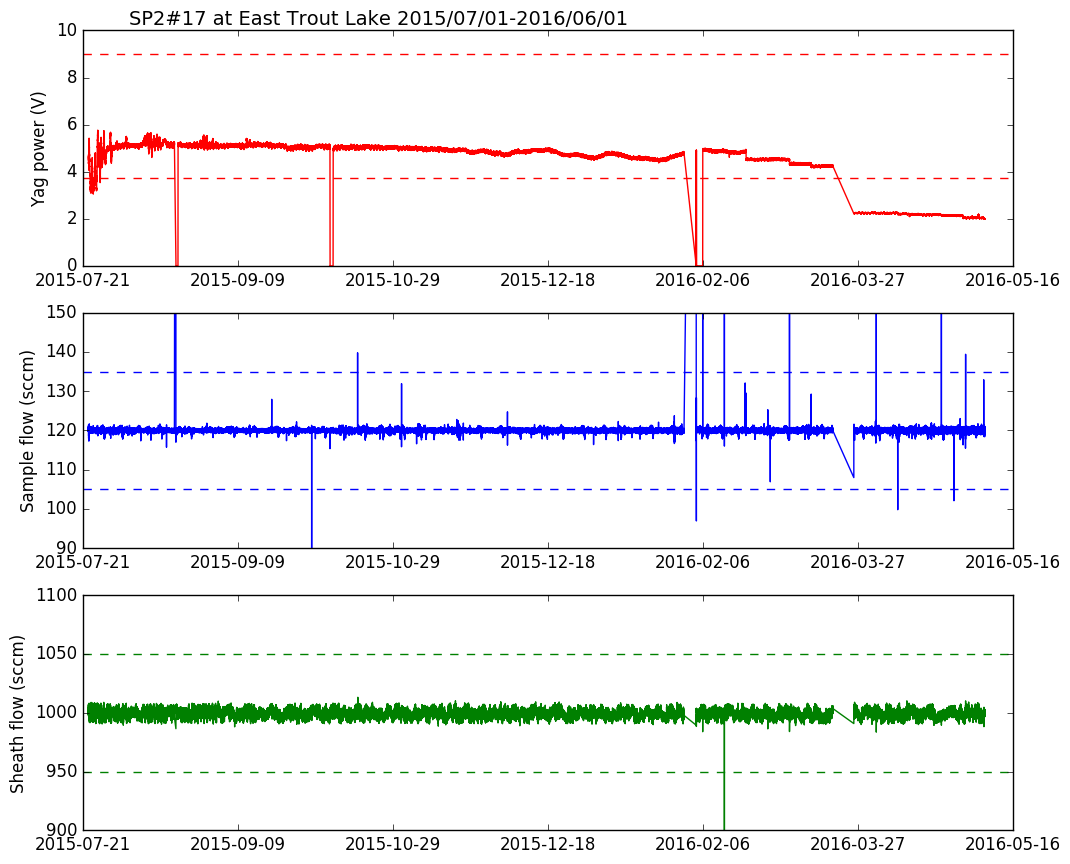 SP2#17 at East Trout Lake 2015/07/01-2016/06/01
10
8
6
4
2
0
Yag power (V)
2015-07-21 2015-09-09 2015-10-29 2015-12-18 2016-02-06 2016-03-27 2016-05-16
150
140
130
120
110
100
90
Sample flow (sccm)
2015-07-21 2015-09-09 2015-10-29 2015-12-18 2016-02-06 2016-03-27 2016-05-16
1100
1050
1000
950
900
Sheath flow (sccm)
2015-07-21 2015-09-09 2015-10-29 2015-12-18 2016-02-06 2016-03-27 2016-05-16